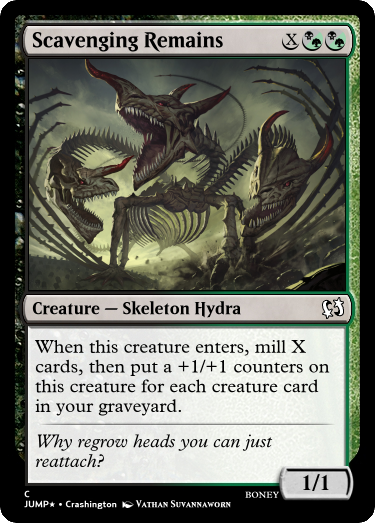 Scavenging Remains X
Creature — Skeleton Hydra
When this creature enters, mill X
cards, then put a +1/+1 counters on
this creature for each creature card
in your graveyard.
Why regrow heads you can just
reattach?
1/1
C
JUMP★ • Crashington Vathan Suvannaworn
BONEY